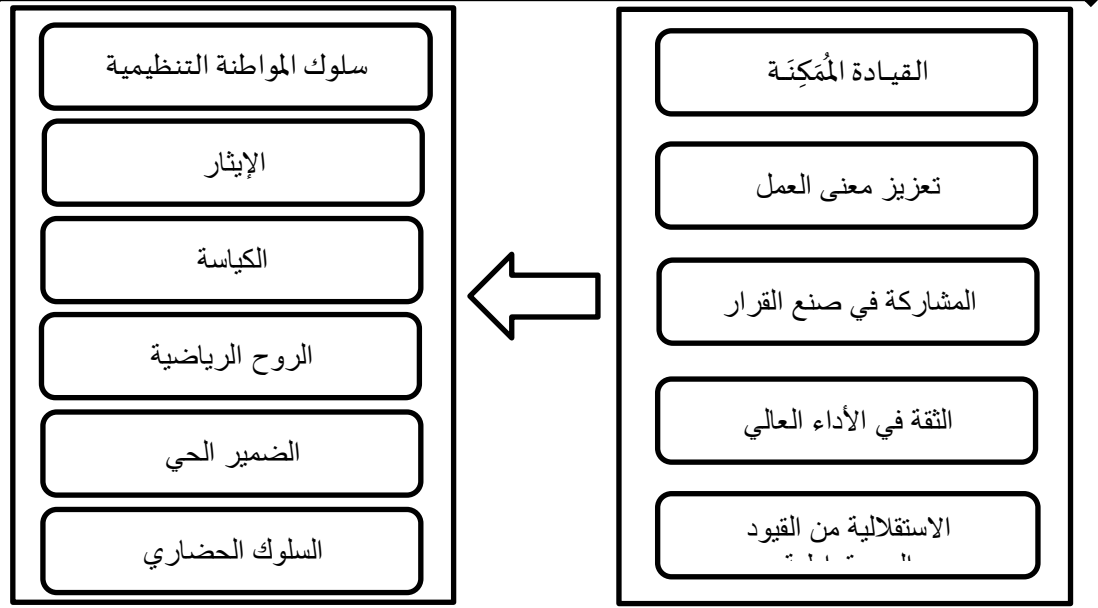 القيادة المُمَكِنَة
تعزيز معنى العمل
المشاركة في صنع القرار
الثقة في الأداء العالي
الاستقلالية من القيود
سلوك المواطنة التنظيمية
الإيثار
الكياسة
الروح الرياضية
الضمير الحي
السلوك الحضاري